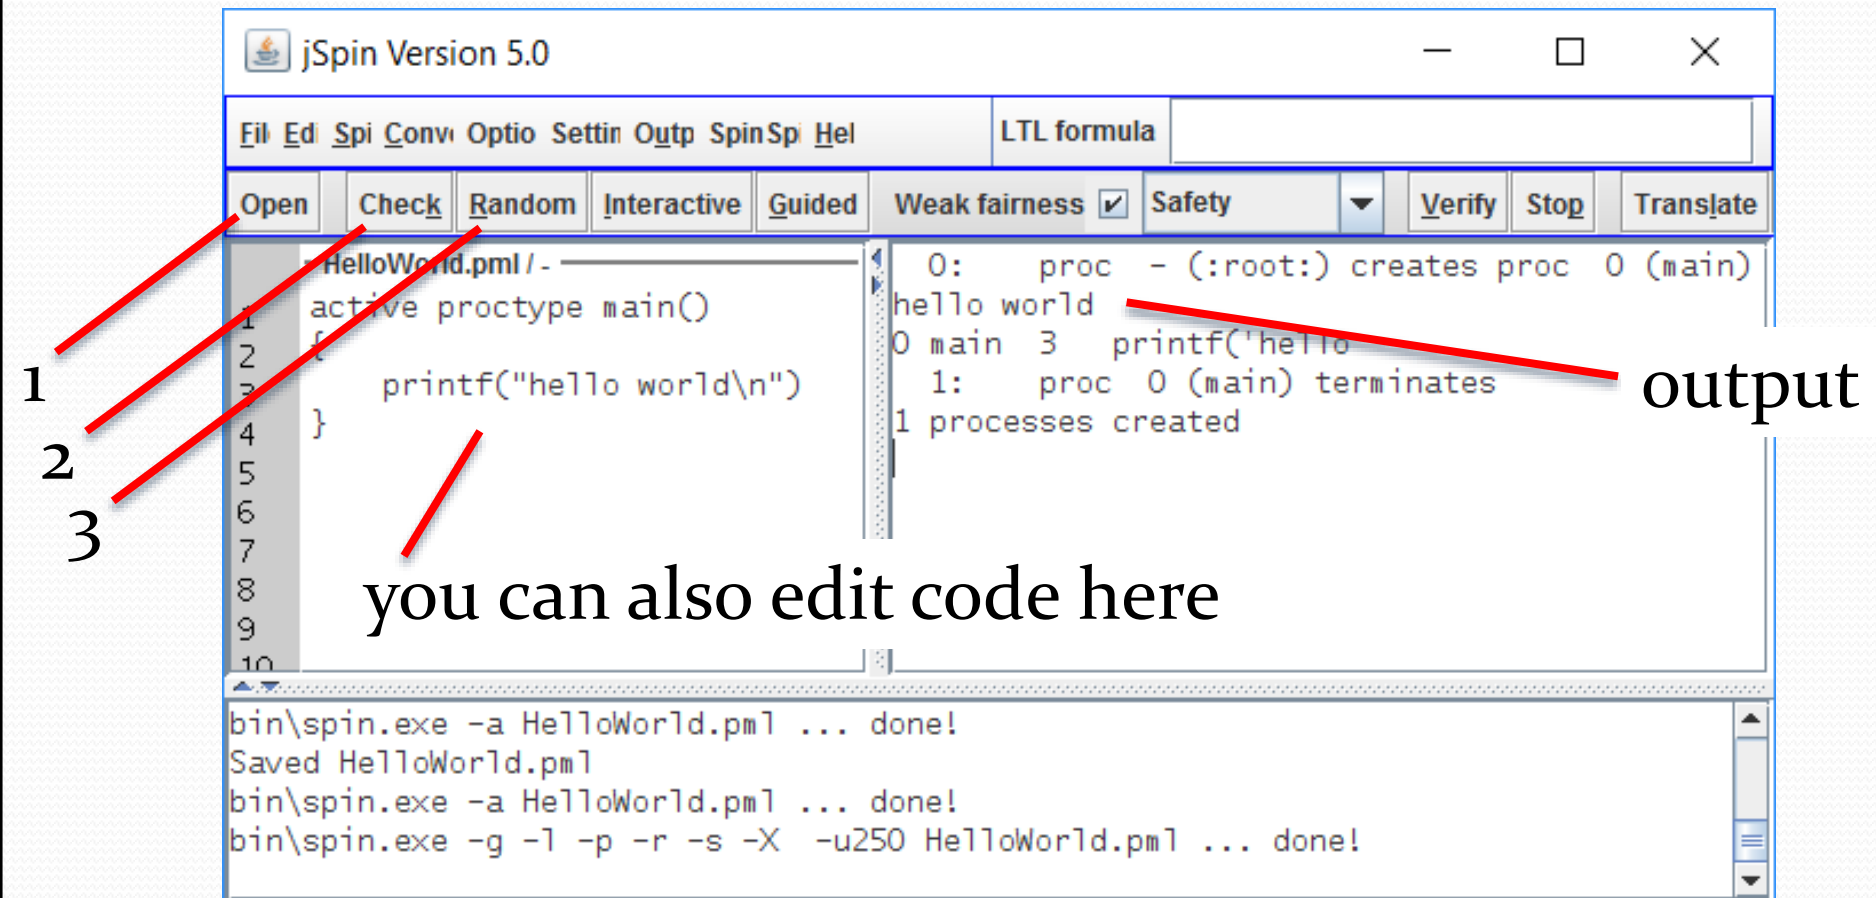 jSpin Version 5.0
Fil Edi Spi Conv Optio Settin Outp Spin Spi Hel LTL formula
Open Check Random Interactive Guided Weak fairness Safety Verify Stop Translate
HelloWorld.pml / -
1 active proctype main()
2 {
3 printf("hello world\n")
4 }
5
6
7
8
9
10
0: proc - (:root:) creates proc 0 (main)
hello world
0 main 3 printf('hello
1: proc 0 (main) terminates
1 processes created
1
2
3
output
you can also edit code here
bin\spin.exe -a HelloWorld.pml ... done!
Saved HelloWorld.pml
bin\spin.exe -a HelloWorld.pml ... done!
bin\spin.exe -g -l -p -r -s -X -u250 HelloWorld.pml ... done!